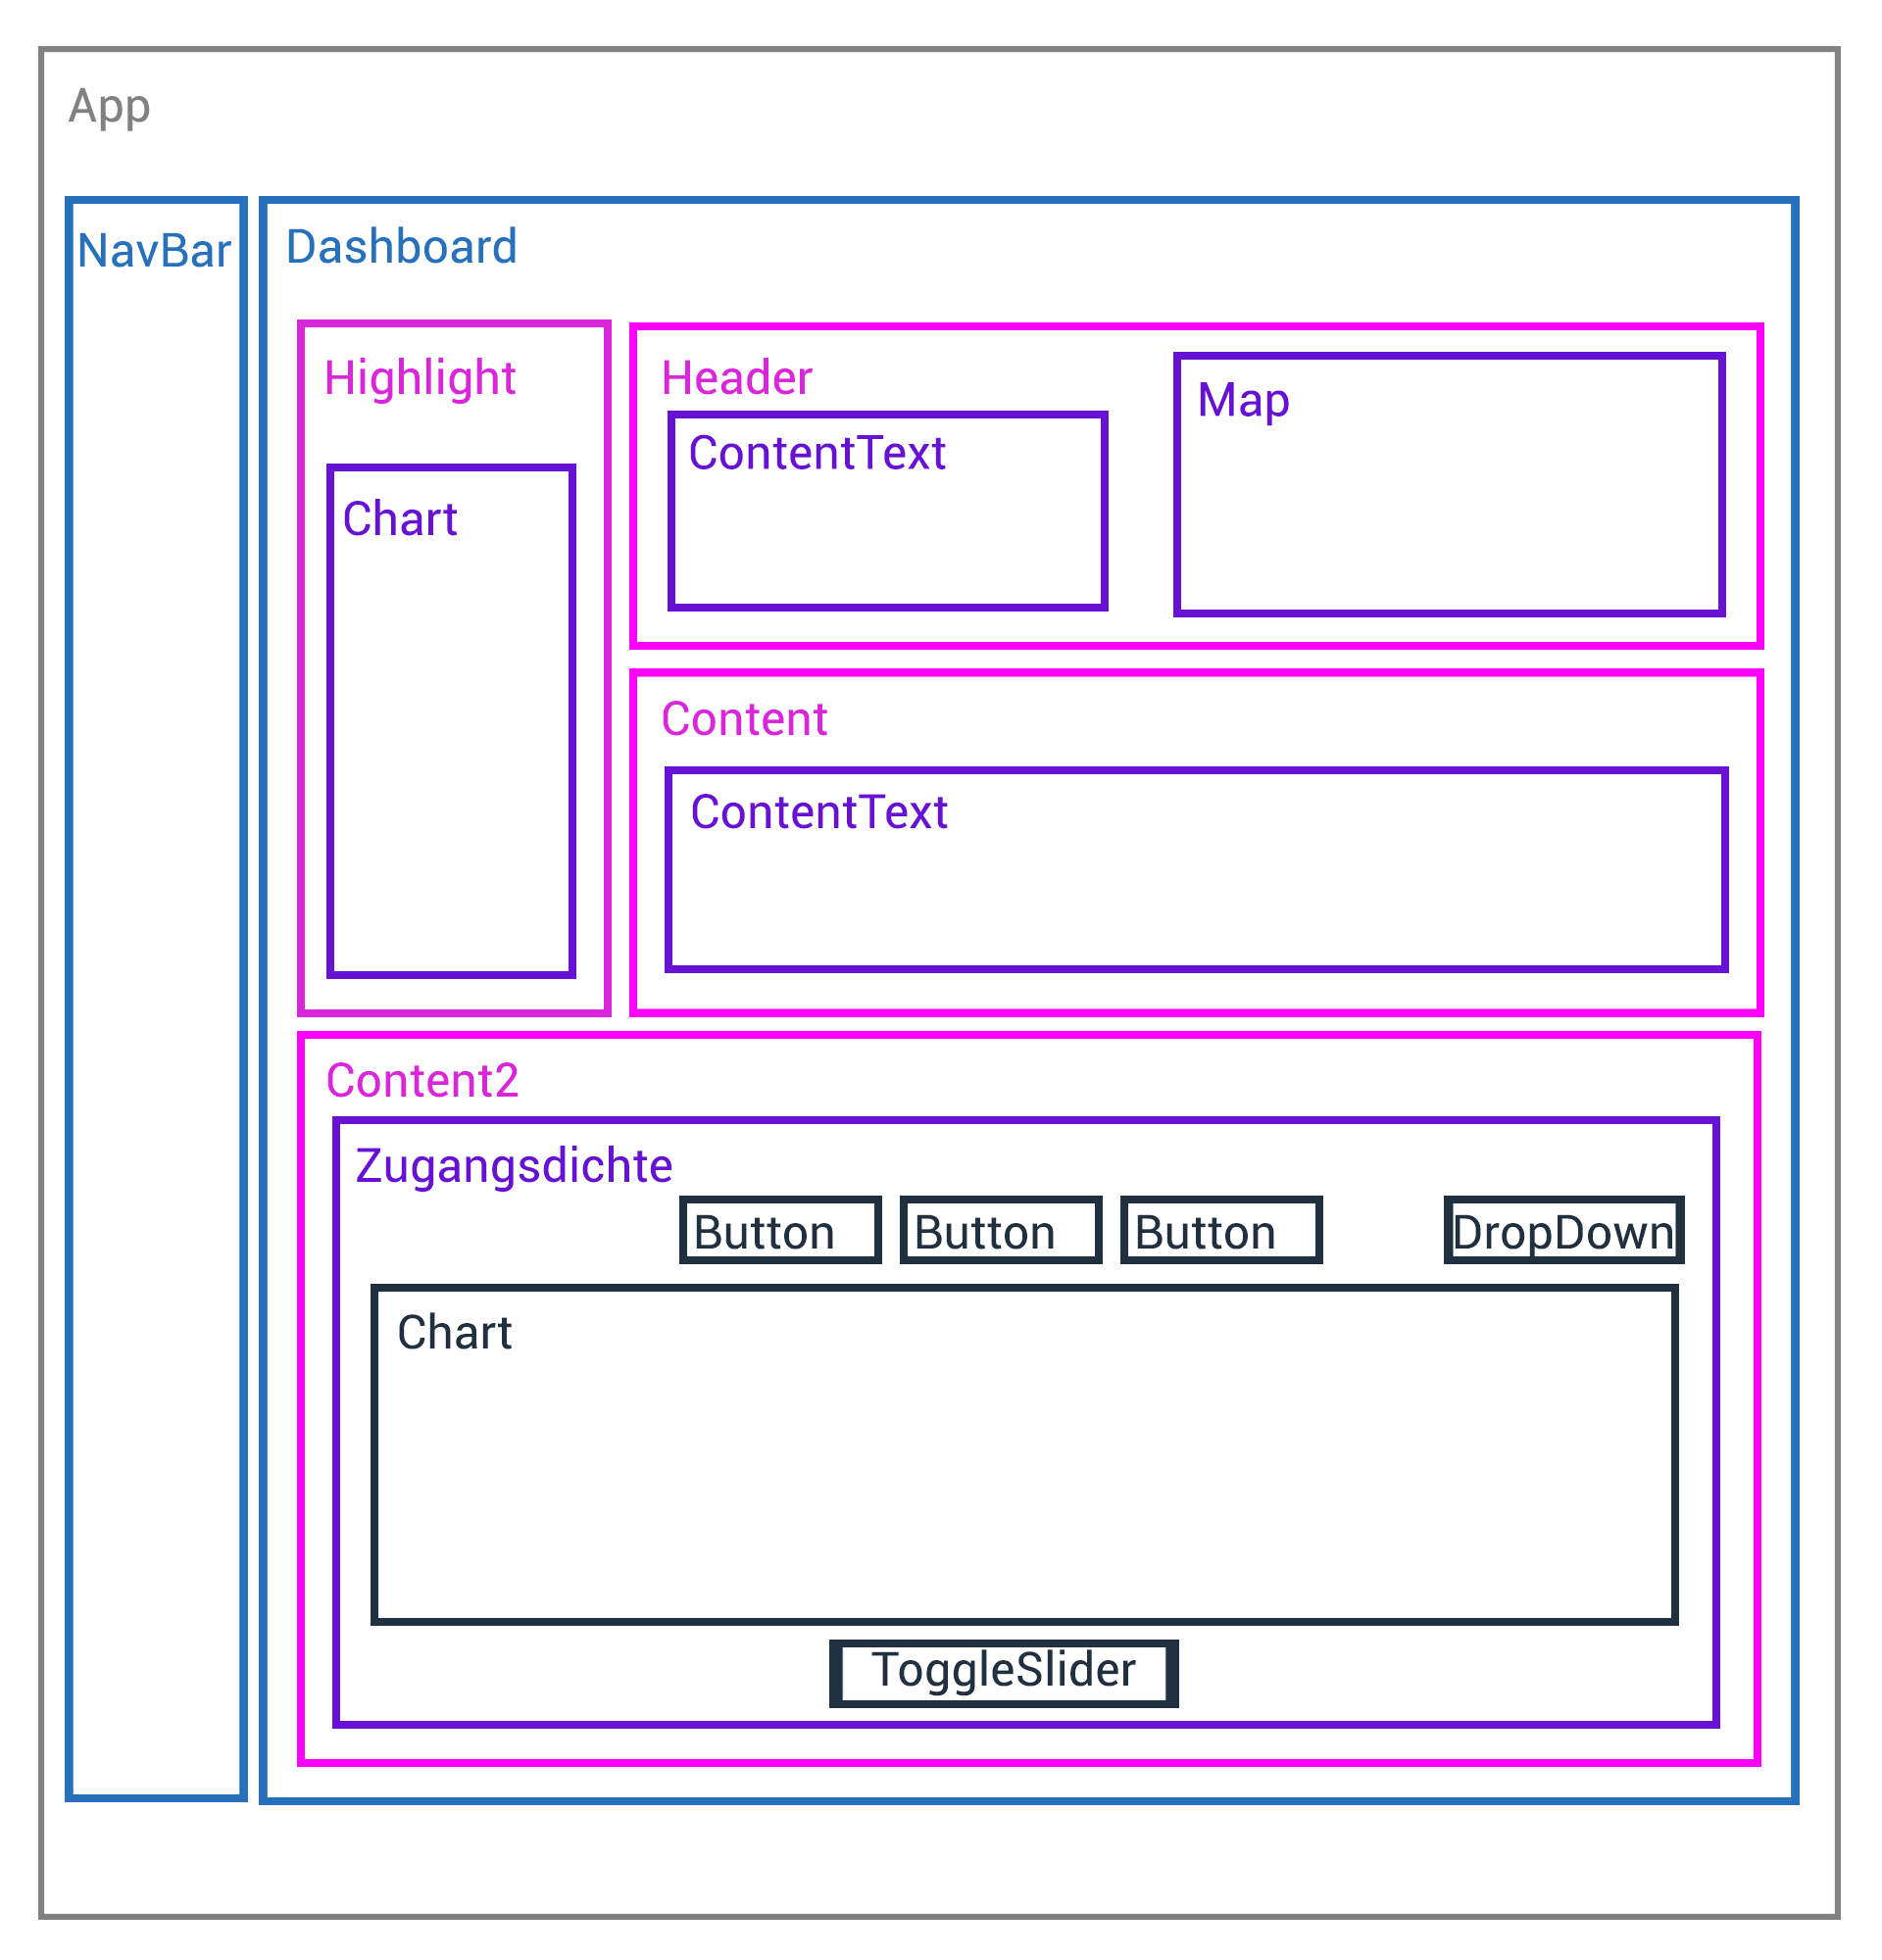 App
NavBar
Dashboard
Highlight
Chart
Header
ContentText
Map
Content
ContentText
Content2
Zugangsdichte
Button
Button
Button
DropDown
Chart
ToggleSlider